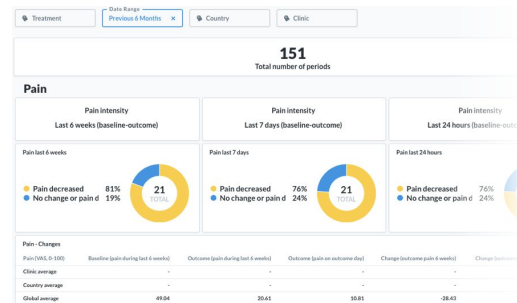 Date Range
Treatment
Previous 6 Months ×
Country
Clinic
151
Total number of periods
Pain
Pain intensity
Last 6 weeks (baseline-outcome)
Pain intensity
Last 7 days (baseline-outcome)
Pain intensity
Last 24 hours (baseline-outcome
Pain last 6 weeks
Pain decreased 81%
No change or pain d 19%
21
TOTAL
Pain last 7 days
Pain decreased 76%
No change or pain d 24%
21
TOTAL
Pain last 24 hours
Pain decreased 76%
No change or pain d 24%
Pain - Changes
Pain (VAS, 0-100) Baseline (pain during last 6 weeks) Outcome (pain during last 6 weeks) Outcome (pain on outcome day) Change (outcome pain 6 weeks) Change
Clinic average - - - -
Country average - - - -
Global average 49.04 20.61 10.81 -28.43